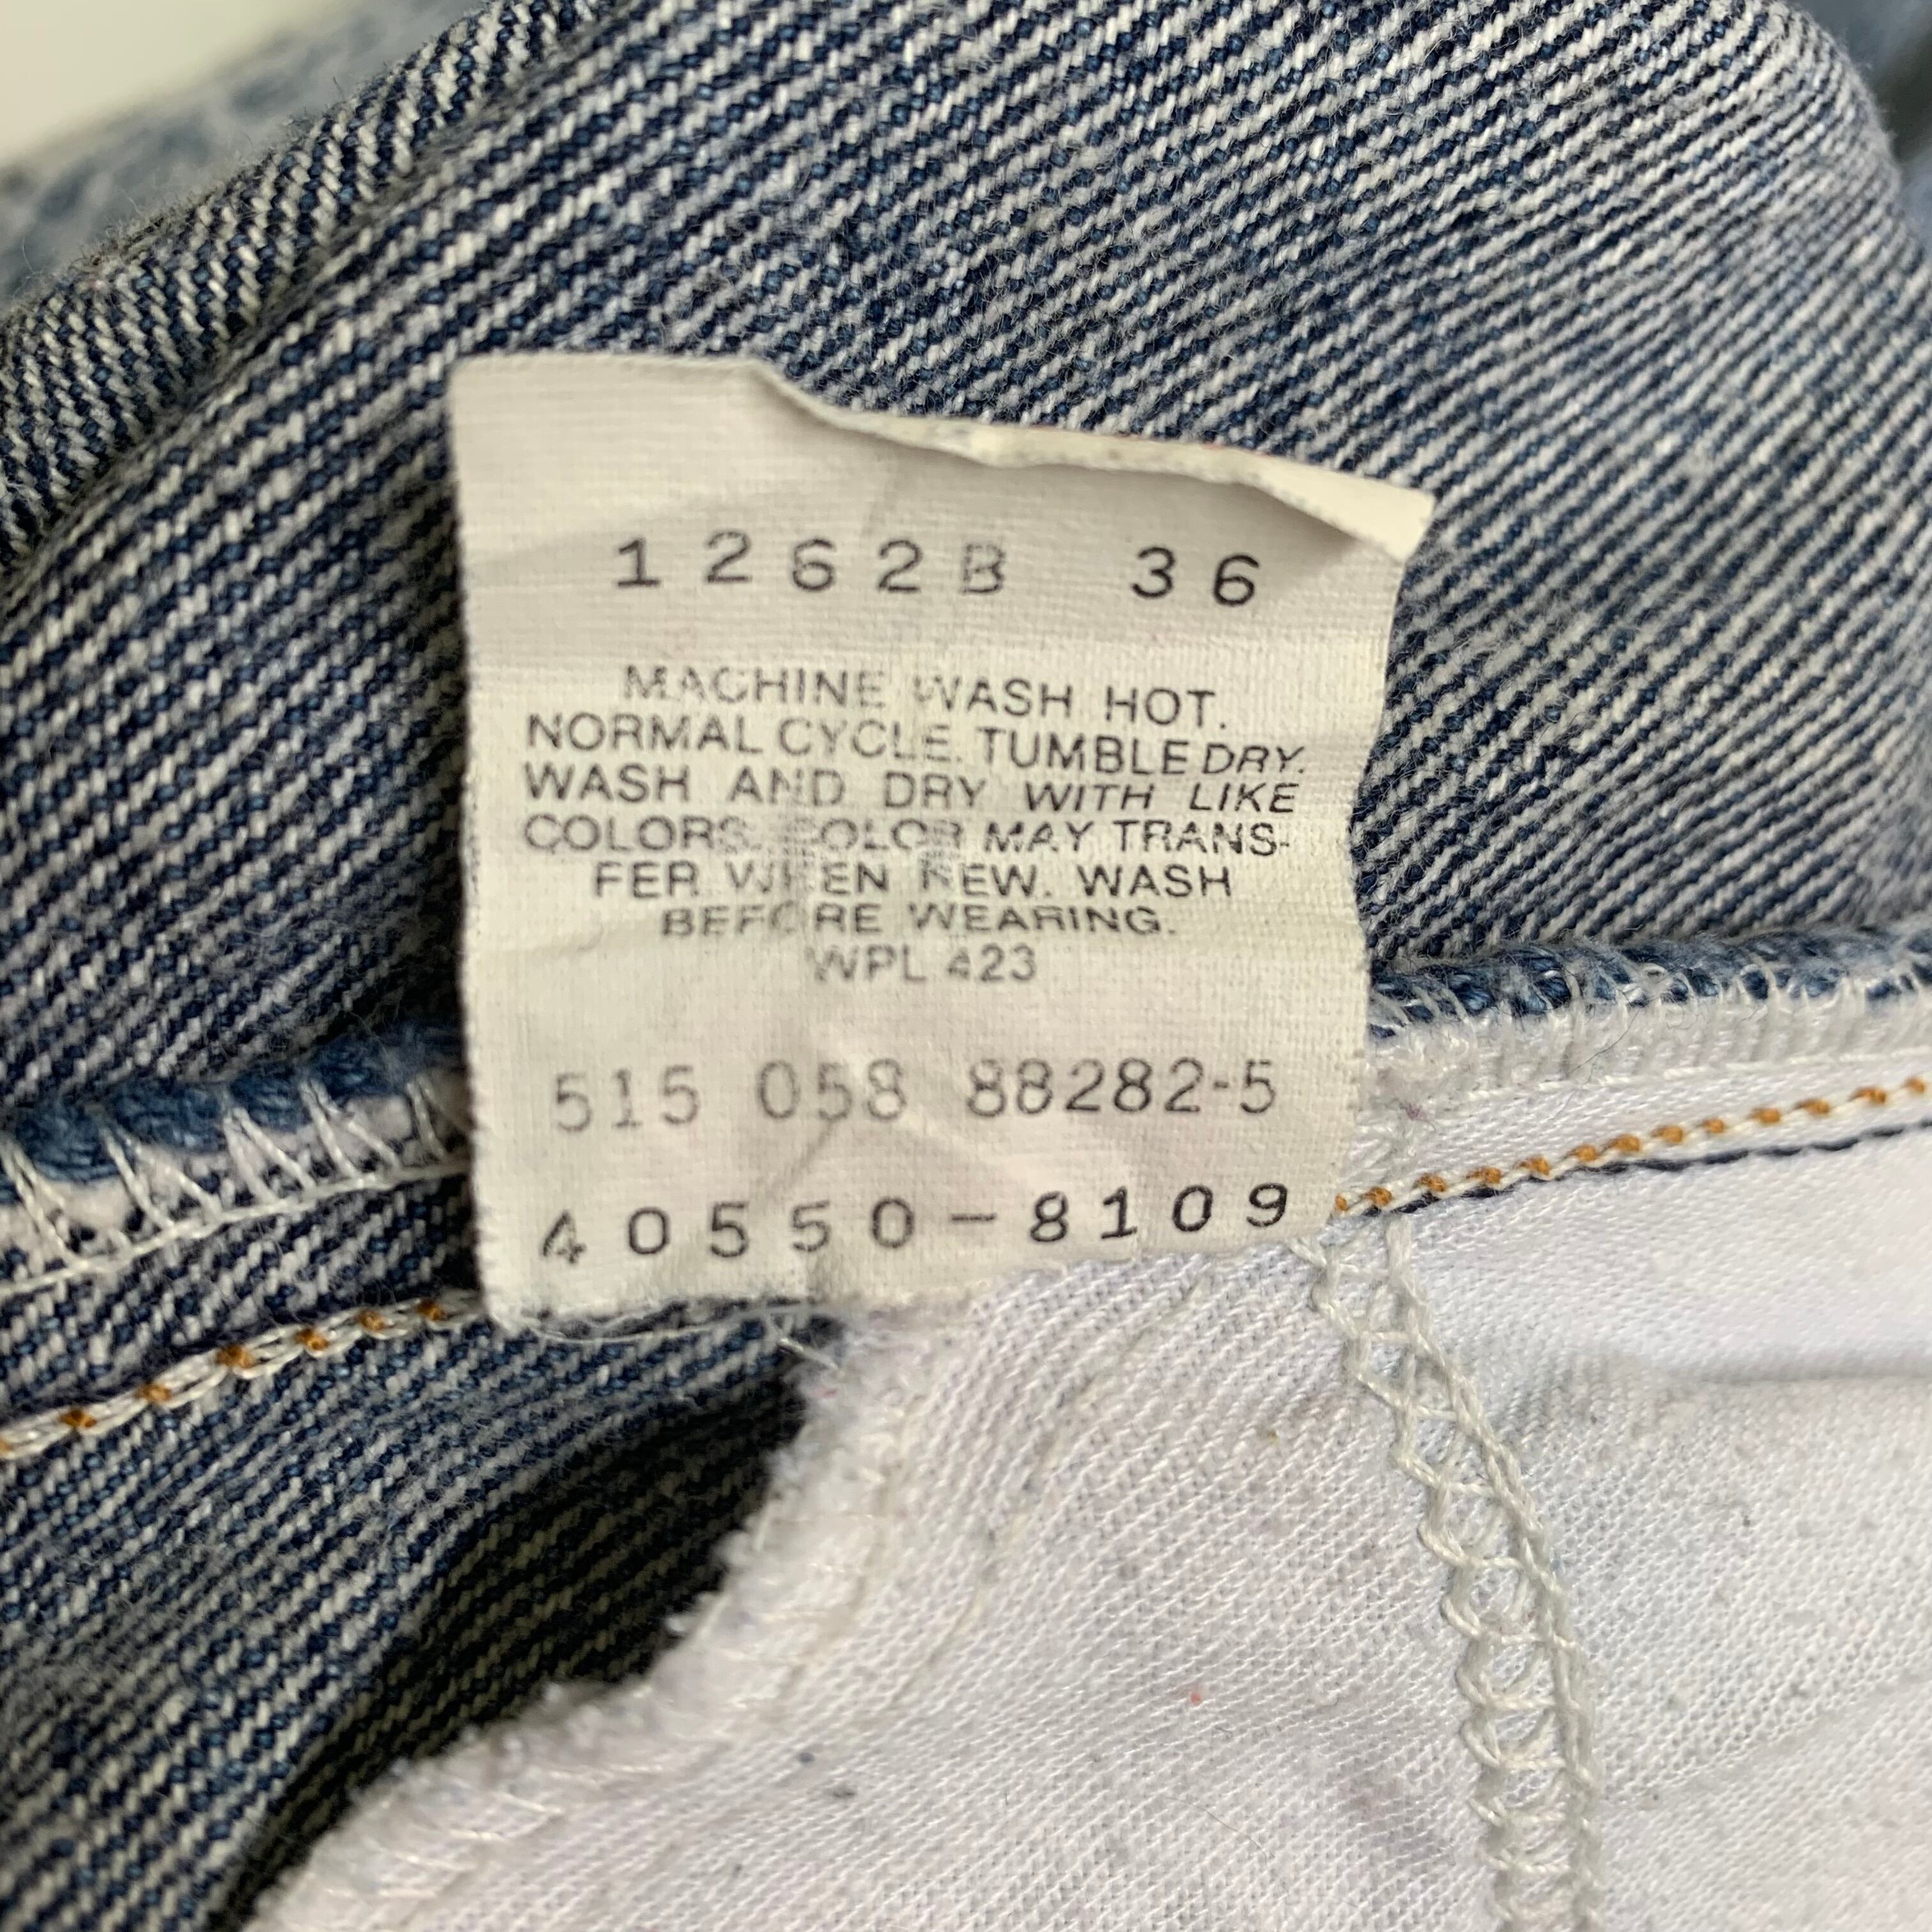 1262B 36
MACHINE WASH HOT.
NORMAL CYCLE. TUMBLE DRY.
WASH AND DRY WITH LIKE
COLORS. COLOR MAY TRANS-
FER WHEN NEW. WASH
BEFORE WEARING.
WPL 423
515 058 88282-5
40550-8109